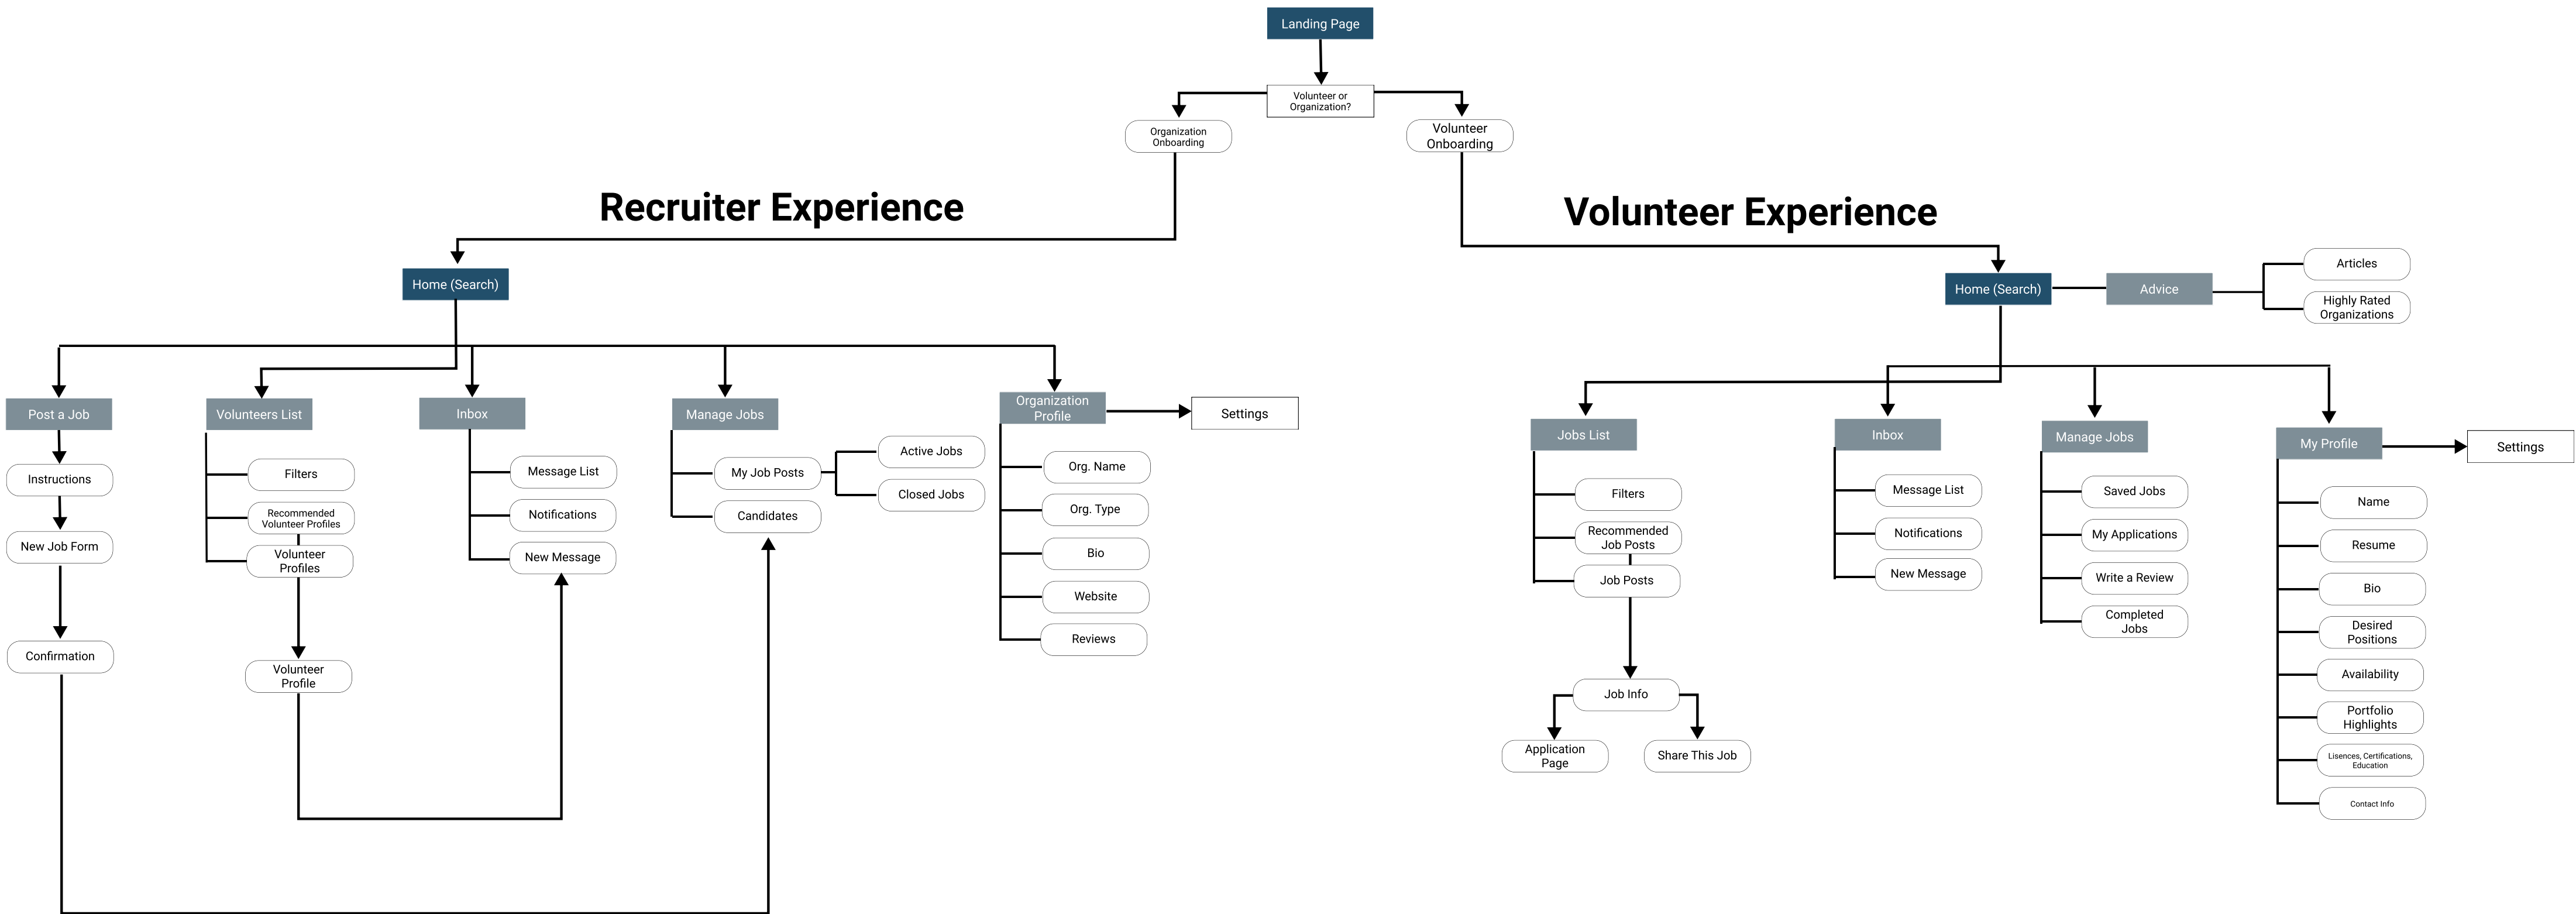 Landing Page
Volunteer or
Organization?
Organization
Onboarding
Volunteer
Onboarding
Recruiter Experience
Volunteer Experience
Home (Search)
Post a Job
Instructions
New Job Form
Confirmation
Volunteers List
Filters
Recommended
Volunteer Profiles
Volunteer
Profiles
Volunteer
Profile
Inbox
Message List
Notifications
New Message
Manage Jobs
My Job Posts
Active Jobs
Closed Jobs
Candidates
Organization
Profile
Settings
Org. Name
Org. Type
Bio
Website
Reviews
Home (Search)
Advice
Articles
Highly Rated
Organizations
Jobs List
Filters
Recommended
Job Posts
Job Posts
Job Info
Application
Page
Share This Job
Inbox
Message List
Notifications
New Message
Manage Jobs
Saved Jobs
My Applications
Write a Review
Completed
Jobs
My Profile
Settings
Name
Resume
Bio
Desired
Positions
Availability
Portfolio
Highlights
Lisences, Certifications,
Education
Contact Info